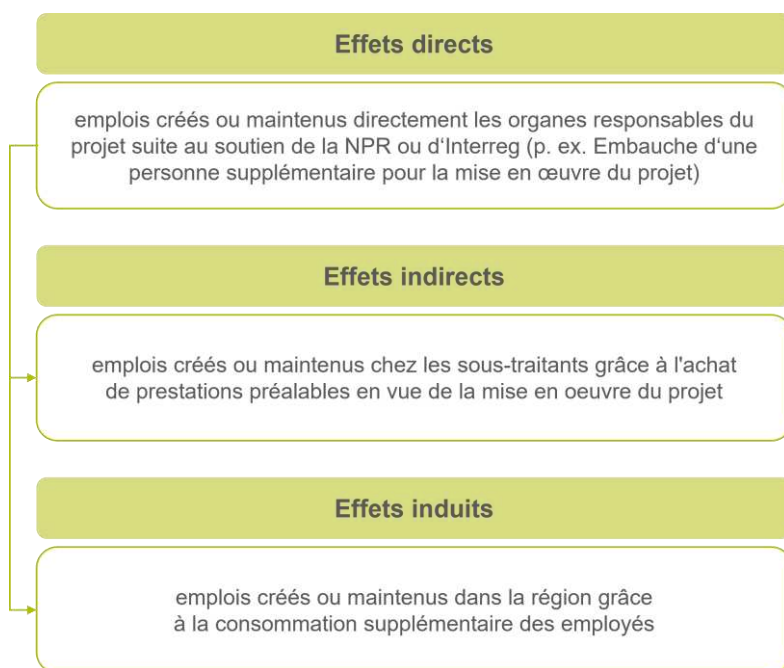 Effets directs
emplois créés ou maintenus directement les organes responsables du
projet suite au soutien de la NPR ou d'Interreg (p. ex. Embauche d'une
personne supplémentaire pour la mise en œuvre du projet)
Effets indirects
emplois créés ou maintenus chez les sous-traitants grâce à l'achat
de prestations préalables en vue de la mise en oeuvre du projet
Effets induits
emplois créés ou maintenus dans la région grâce
à la consommation supplémentaire des employés